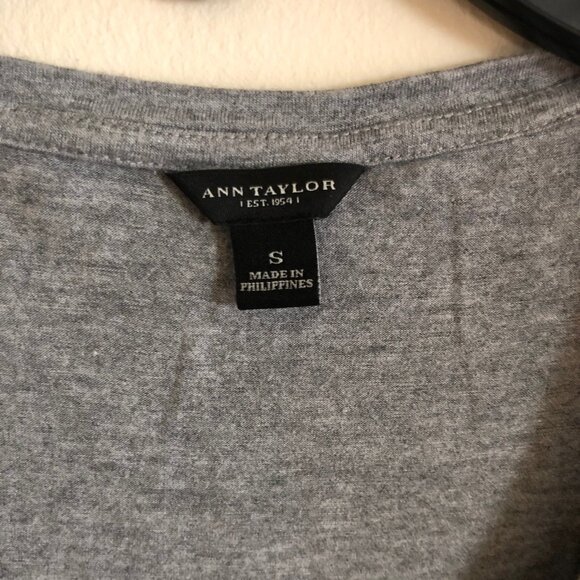 ANN TAYLOR
| EST. 1954 |
S
MADE IN
PHILIPPINES